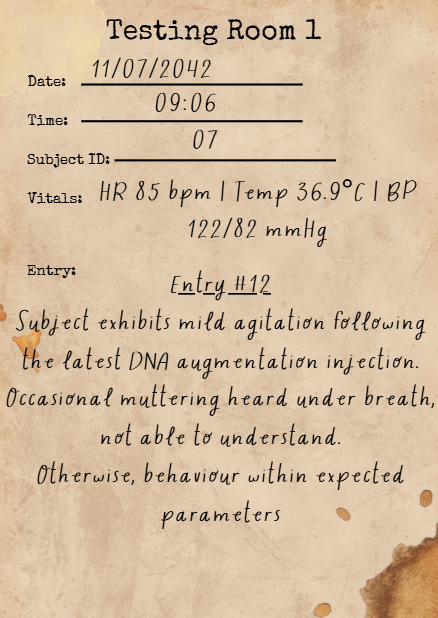 Testing Room 1
Date: 11/07/2042
Time: 09:06
Subject ID: 07
Vitals: HR 85 bpm | Temp 36.9°C | BP
122/82 mmHg
Entry:
Entry #12
Subject exhibits mild agitation following
the latest DNA augmentation injection.
Occasional muttering heard under breath,
not able to understand.
Otherwise, behaviour within expected
parameters